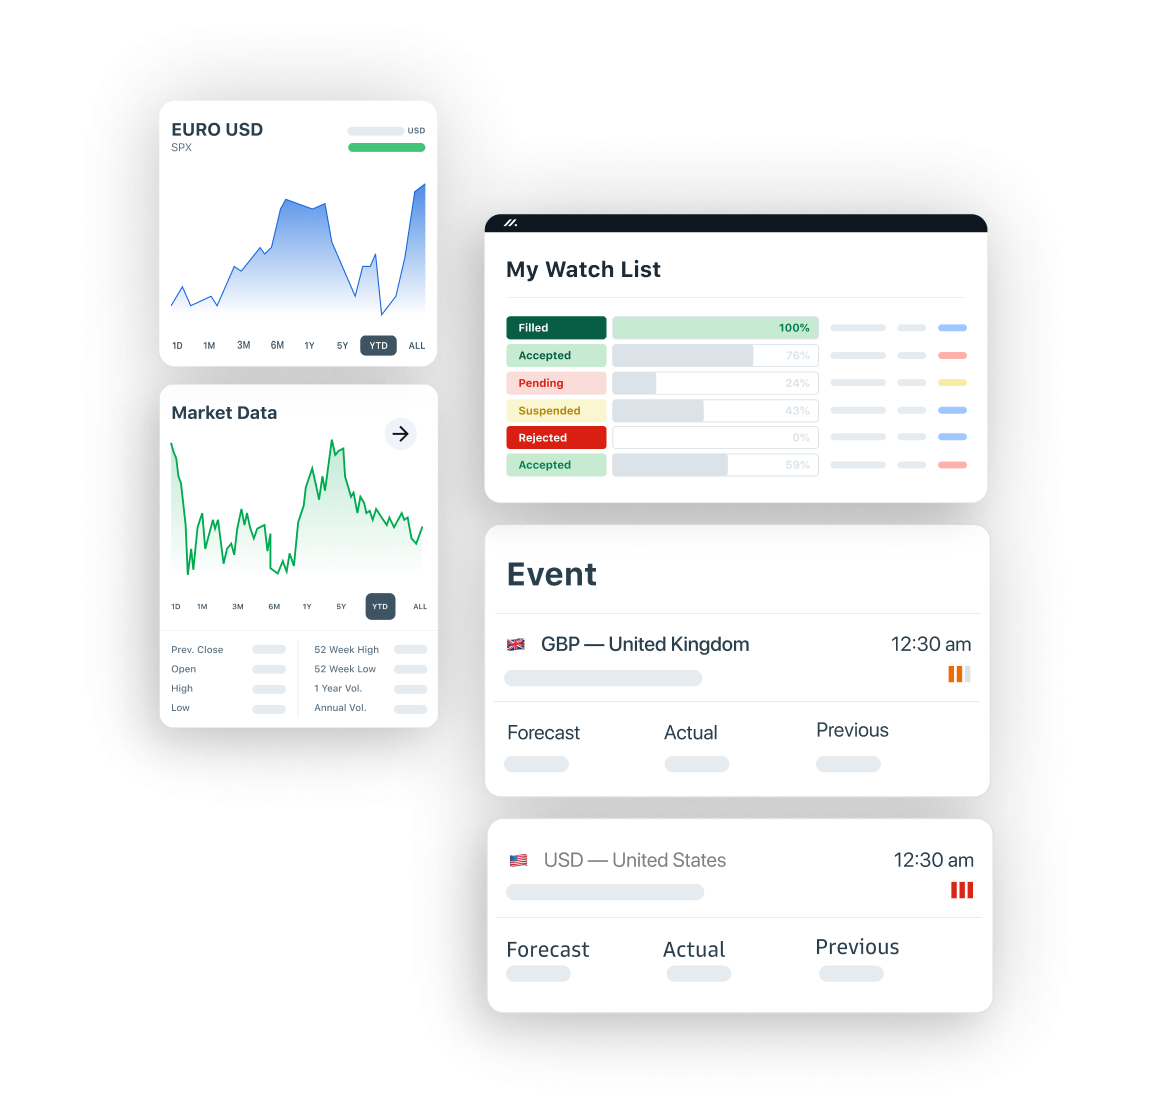 EURO USD
USD
SPX
1D 1M 3M 6M 1Y 5Y YTD ALL
Market Data
1D 1M 3M 6M 1Y 5Y YTD ALL
Prev. Close 52 Week High
Open 52 Week Low
High 1 Year Vol.
Low Annual Vol.
My Watch List
Filled 100%
Accepted 76%
Pending 24%
Suspended 43%
Rejected 0%
Accepted 59%
Event
GBP — United Kingdom 12:30 am
Forecast Actual Previous
USD — United States 12:30 am
Forecast Actual Previous